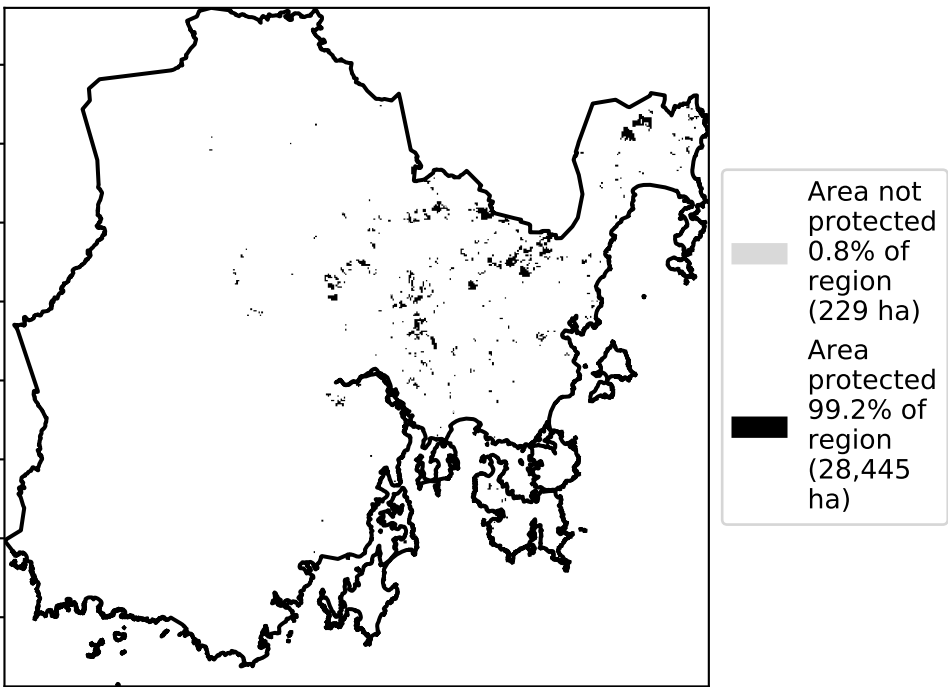 Area not
protected
0.8% of
region
(229 ha)
Area
protected
99.2% of
region
(28,445
ha)